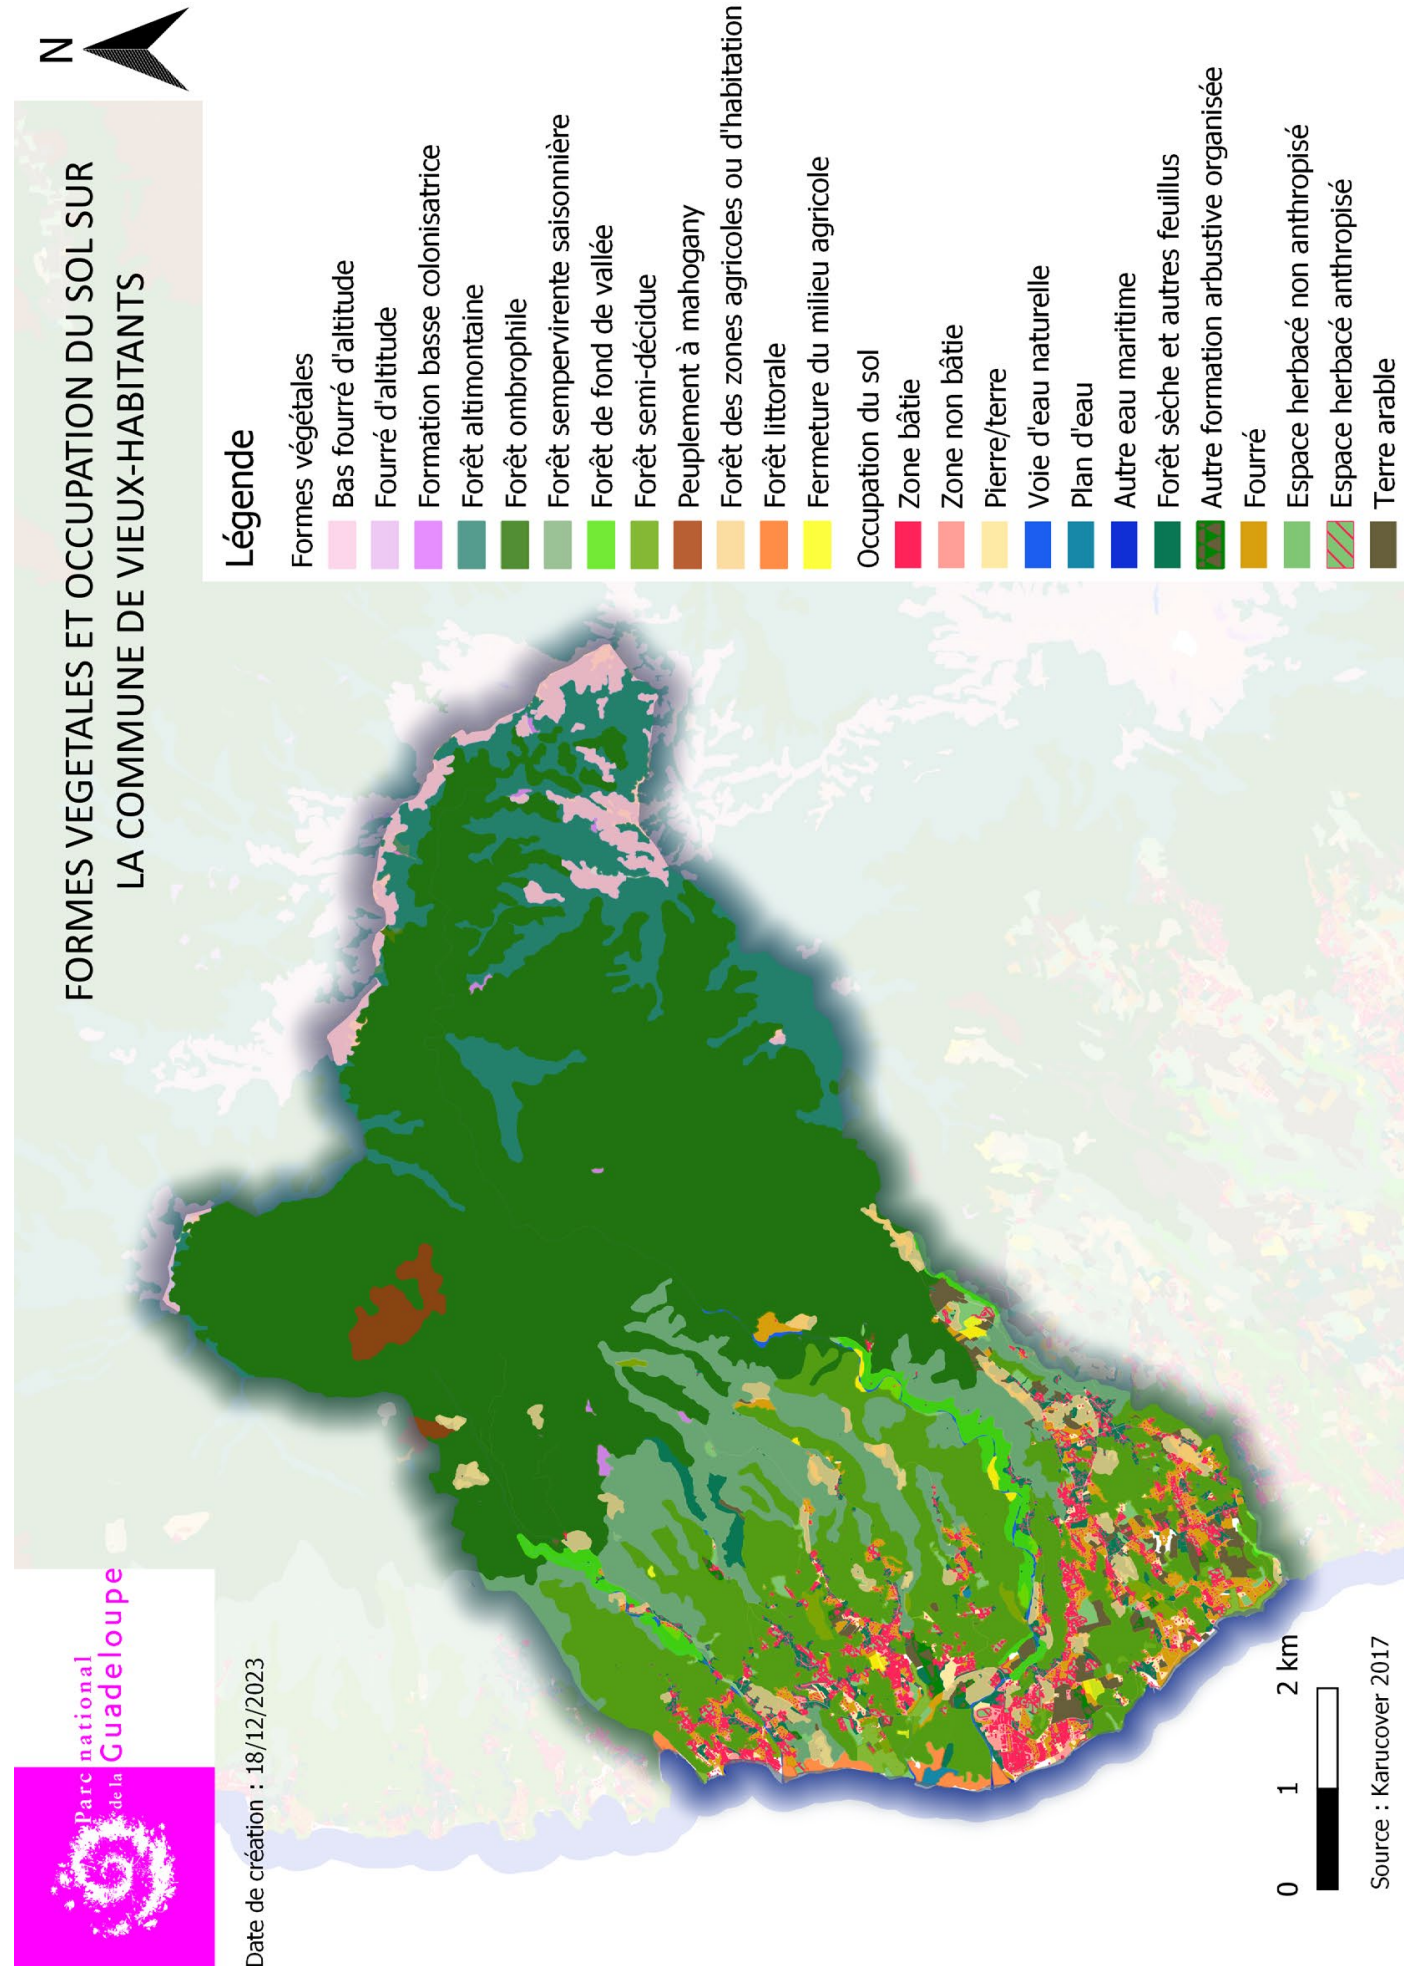 Parc national
de la Guadeloupe
FORMES VEGETALES ET OCCUPATION DU SOL SUR
LA COMMUNE DE VIEUX-HABITANTS
N
Date de création : 18/12/2023
Légende
Formes végétales
Bas fourré d'altitude
Fourré d'altitude
Formation basse colonisatrice
Forêt altimontaine
Forêt ombrophile
Forêt sempervirente saisonnière
Forêt de fond de vallée
Forêt semi-décidue
Peuplement à mahogany
Forêt des zones agricoles ou d'habitation
Forêt littorale
Fermeture du milieu agricole
Occupation du sol
Zone bâtie
Zone non bâtie
Pierre/terre
Voie d'eau naturelle
Plan d'eau
Autre eau maritime
Forêt sèche et autres feuillus
Autre formation arbustive organisée
Fourré
Espace herbacé non anthropisé
Espace herbacé anthropisé
Terre arable
0 1 2 km
Source : Karucover 2017